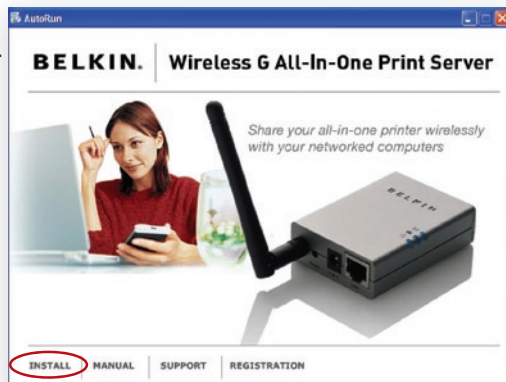 AutoRun
BELKIN. Wireless G All-In-One Print Server
Share your all-in-one printer wirelessly
with your networked computers
BELKIN
INSTALL MANUAL SUPPORT REGISTRATION